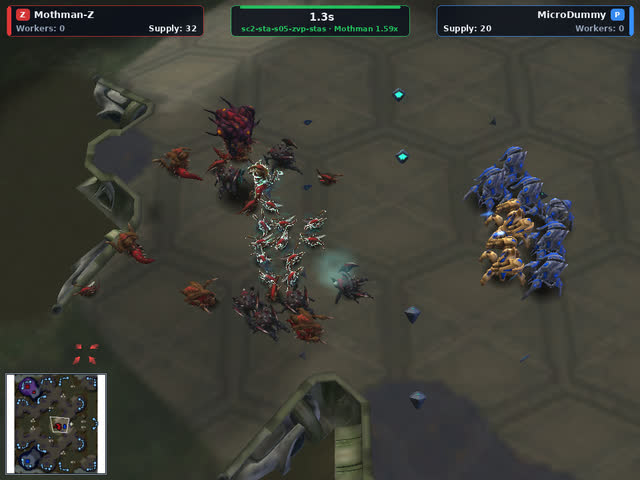 Z Mothman-Z
Workers: 0 Supply: 32
1.3s
sc2-sta-s05-zvp-stas · Mothman 1.59x
MicroDummy P
Supply: 20 Workers: 0